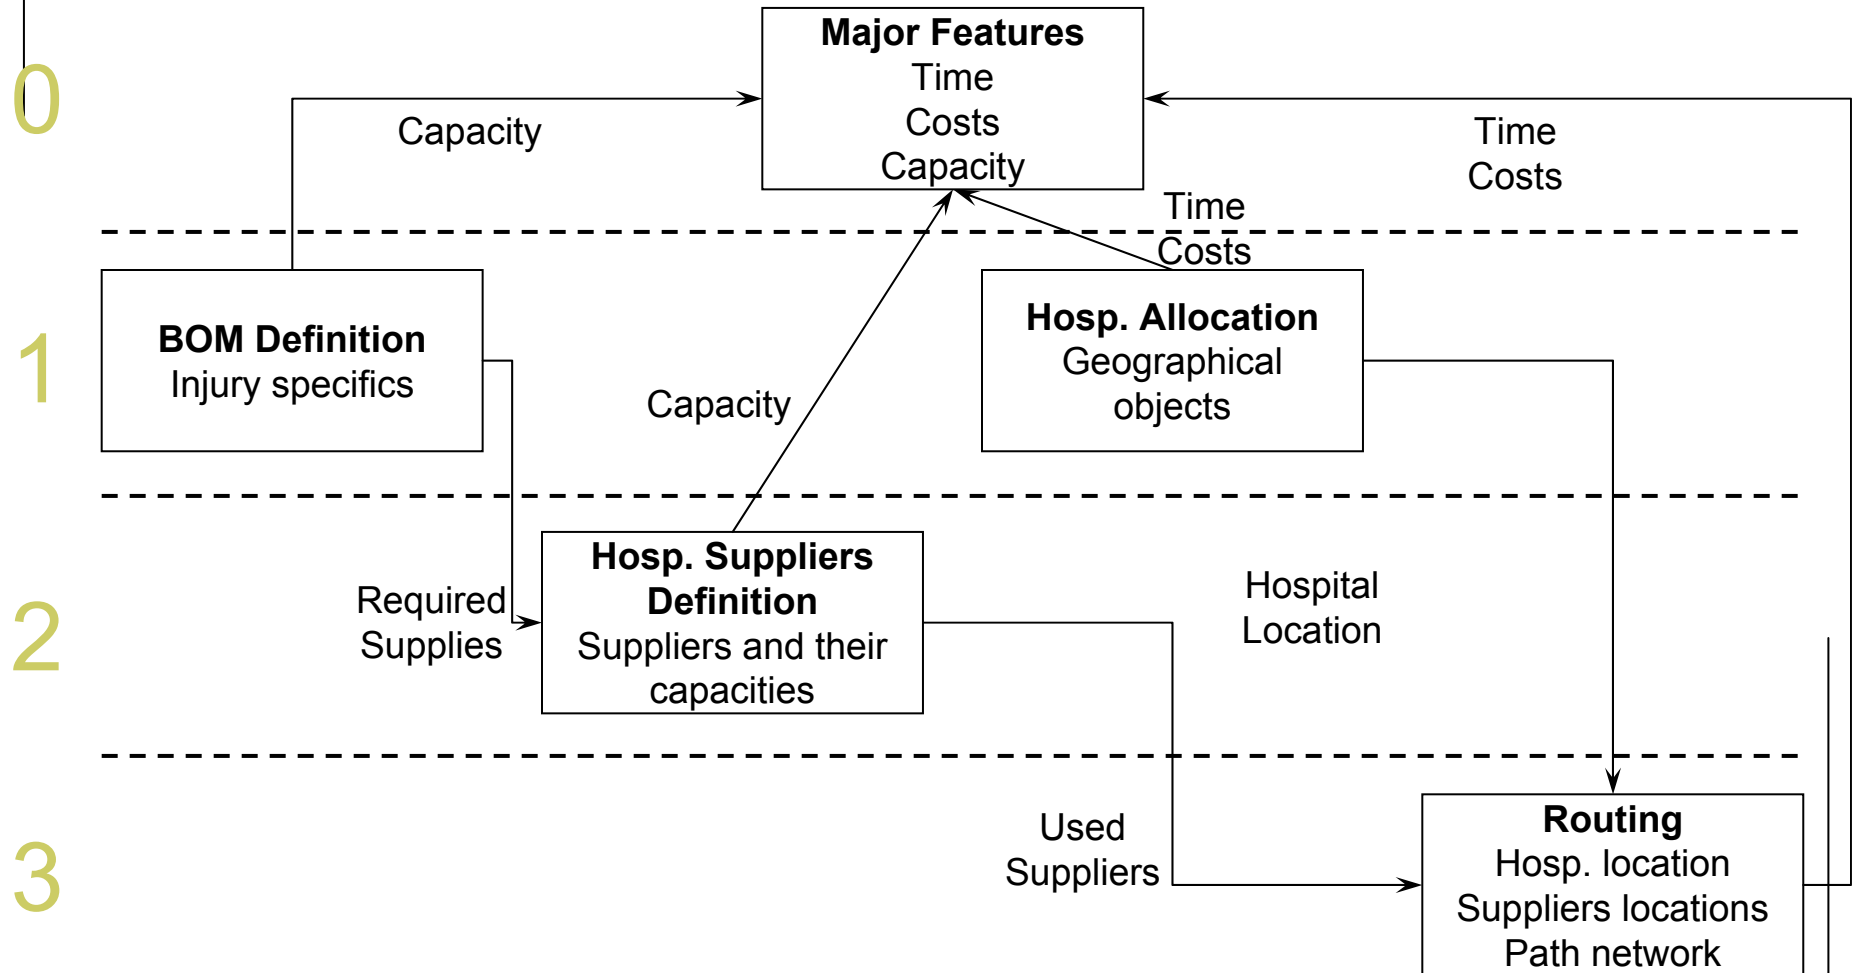 0
Major Features
Time
Costs
Capacity
Capacity
Time
Costs
Time
Costs
1
BOM Definition
Injury specifics
Hosp. Allocation
Geographical
objects
Capacity
2
Required
Supplies
Hosp. Suppliers
Definition
Suppliers and their
capacities
Hospital
Location
3
Used
Suppliers
Routing
Hosp. location
Suppliers locations
Path network